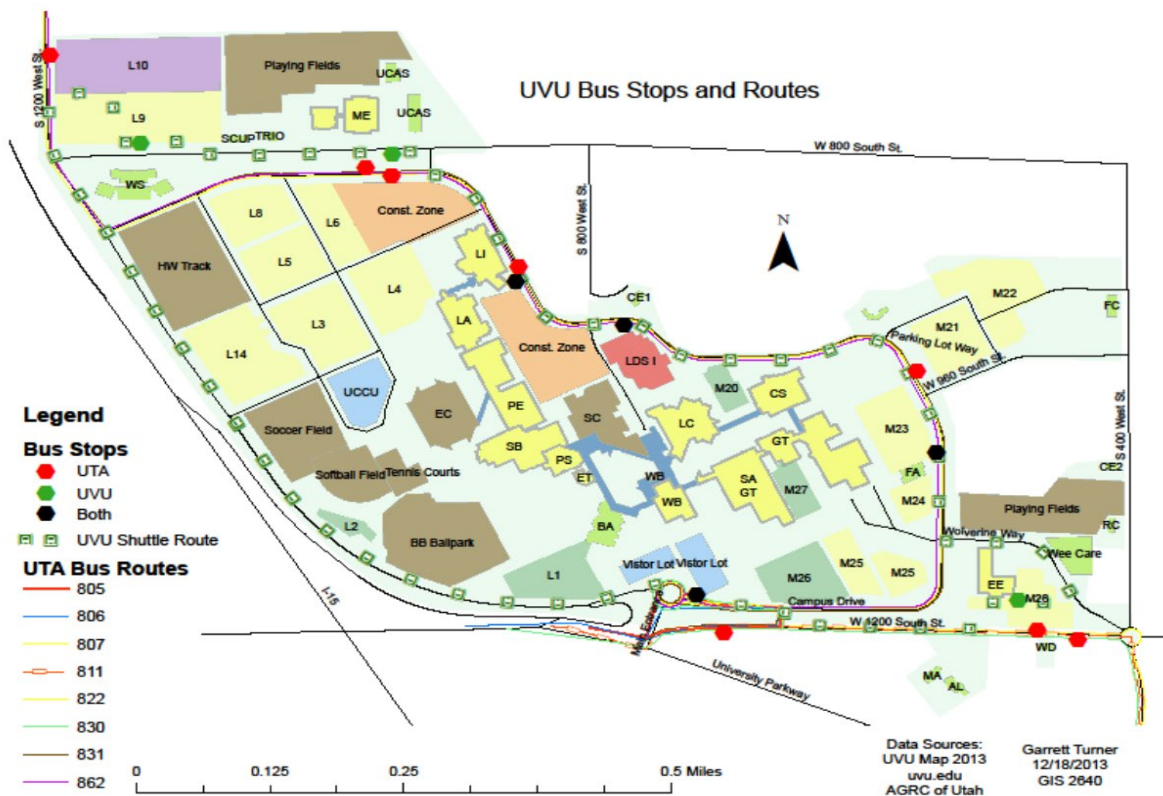 UVU Bus Stops and Routes
L10
Playing Fields
UCAS
S 1200 West St.
L9
ME
UCAS
SCUP
TRIO
W 800 South St.
WS
S 800 West St.
N
L8
L6
Const. Zone
HW Track
L5
LI
L4
CE1
M22
FC
L3
LA
Const. Zone
M21
Parking Lot Way
L14
LDS I
W 960 South St.
M20
UCCU
CS
PE
EC
SC
LC
M23
S 400 West St.
Soccer Field
SB
GT
Softball Field
Tennis Courts
PS
ET
WB
SA
GT
M27
FA
CE2
WB
M24
Playing Fields
L2
BA
RC
BB Ballpark
Wolverine Way
Wee Care
Vistor Lot
Vistor Lot
M25
M25
EE
L1
M26
M26
Campus Drive
I-15
Main Entrance
W 1200 South St.
WD
University Parkway
MA
AL
Legend
Bus Stops
UTA
UVU
Both
UVU Shuttle Route
UTA Bus Routes
805
806
807
811
822
830
831
862
0
0.125
0.25
0.5 Miles
Data Sources:
UVU Map 2013
uvu.edu
AGRC of Utah
Garrett Turner
12/18/2013
GIS 2640